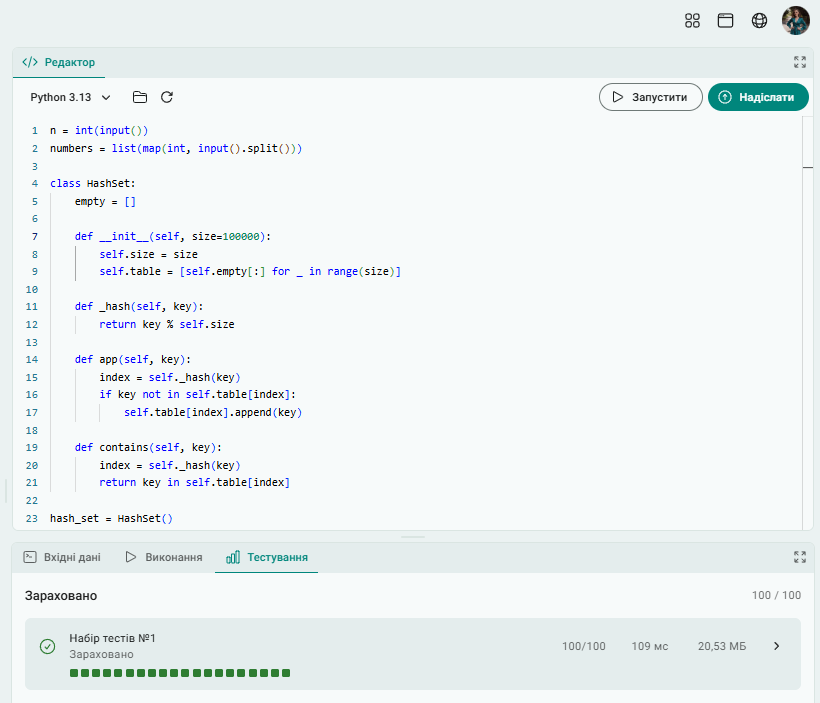 </> Редактор
Python 3.13
Запустити
Надіслати
1 n = int(input())
2 numbers = list(map(int, input().split()))
3
4 class HashSet:
5     empty = []
6
7     def __init__(self, size=100000):
8         self.size = size
9         self.table = [self.empty[:] for _ in range(size)]
10
11     def _hash(self, key):
12         return key % self.size
13
14     def app(self, key):
15         index = self._hash(key)
16         if key not in self.table[index]:
17             self.table[index].append(key)
18
19     def contains(self, key):
20         index = self._hash(key)
21         return key in self.table[index]
22
23 hash_set = HashSet()
Вхідні дані
Виконання
Тестування
Зараховано 100 / 100
Набір тестів №1
Зараховано
100/100 109 мс 20,53 МБ